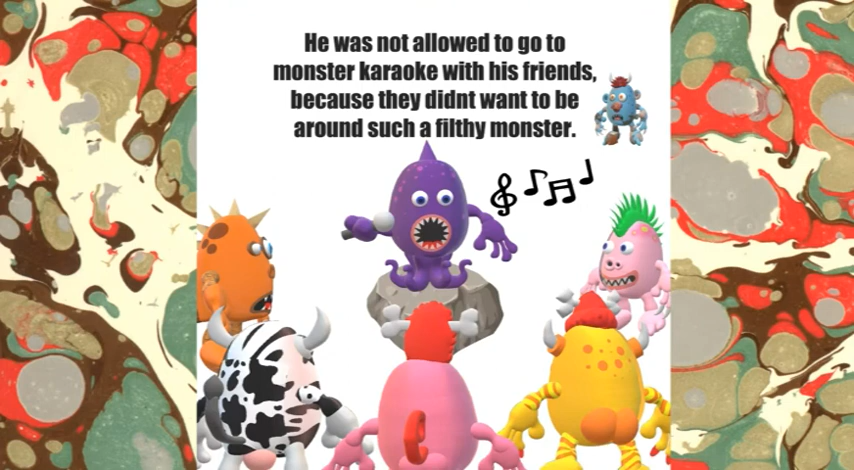 He was not allowed to go to
monster karaoke with his friends,
because they didnt want to be
around such a filthy monster.